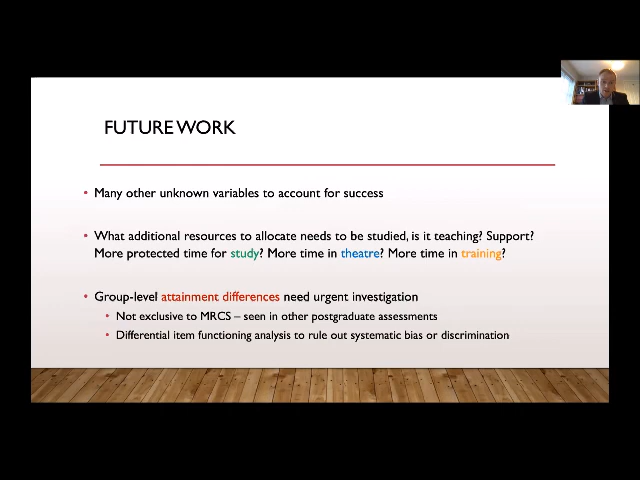 FUTURE WORK
• Many other unknown variables to account for success
• What additional resources to allocate needs to be studied, is it teaching? Support?
More protected time for study? More time in theatre? More time in training?
• Group-level attainment differences need urgent investigation
• Not exclusive to MRCS – seen in other postgraduate assessments
• Differential item functioning analysis to rule out systematic bias or discrimination